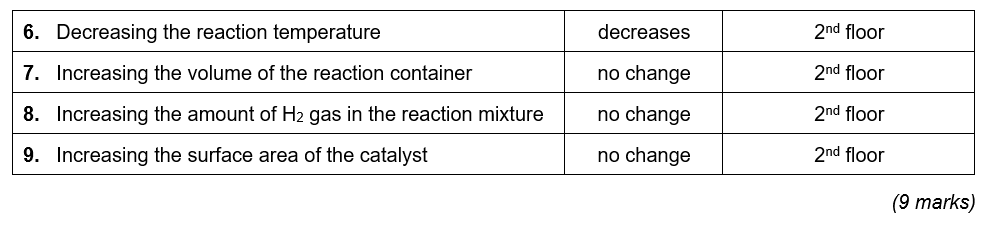 6. Decreasing the reaction temperature decreases 2nd floor
7. Increasing the volume of the reaction container no change 2nd floor
8. Increasing the amount of H2 gas in the reaction mixture no change 2nd floor
9. Increasing the surface area of the catalyst no change 2nd floor
(9 marks)